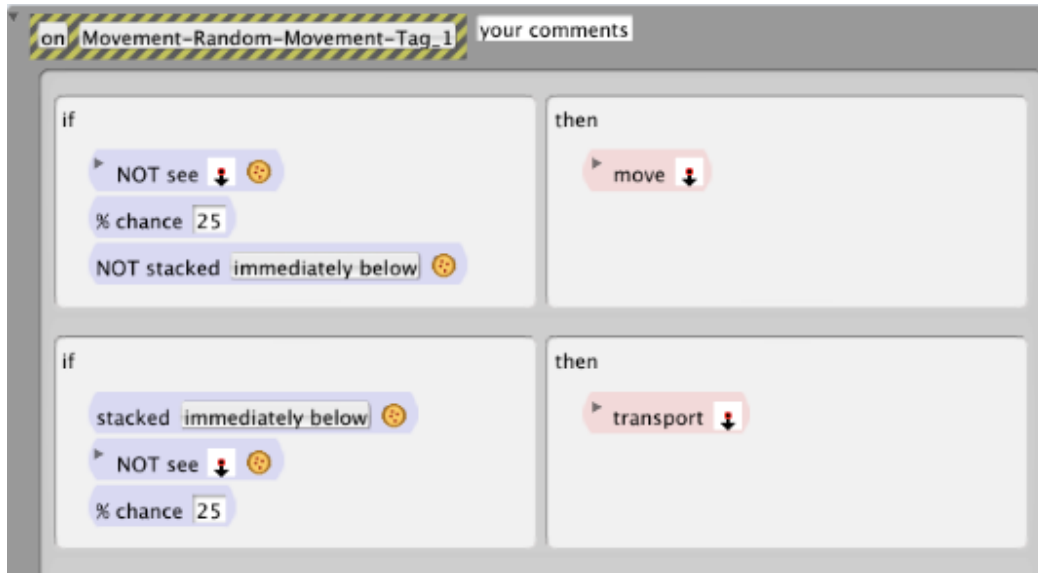 on Movement-Random-Movement-Tag_1 your comments
if
NOT see
% chance 25
NOT stacked immediately below
then
move
if
stacked immediately below
NOT see
% chance 25
then
transport